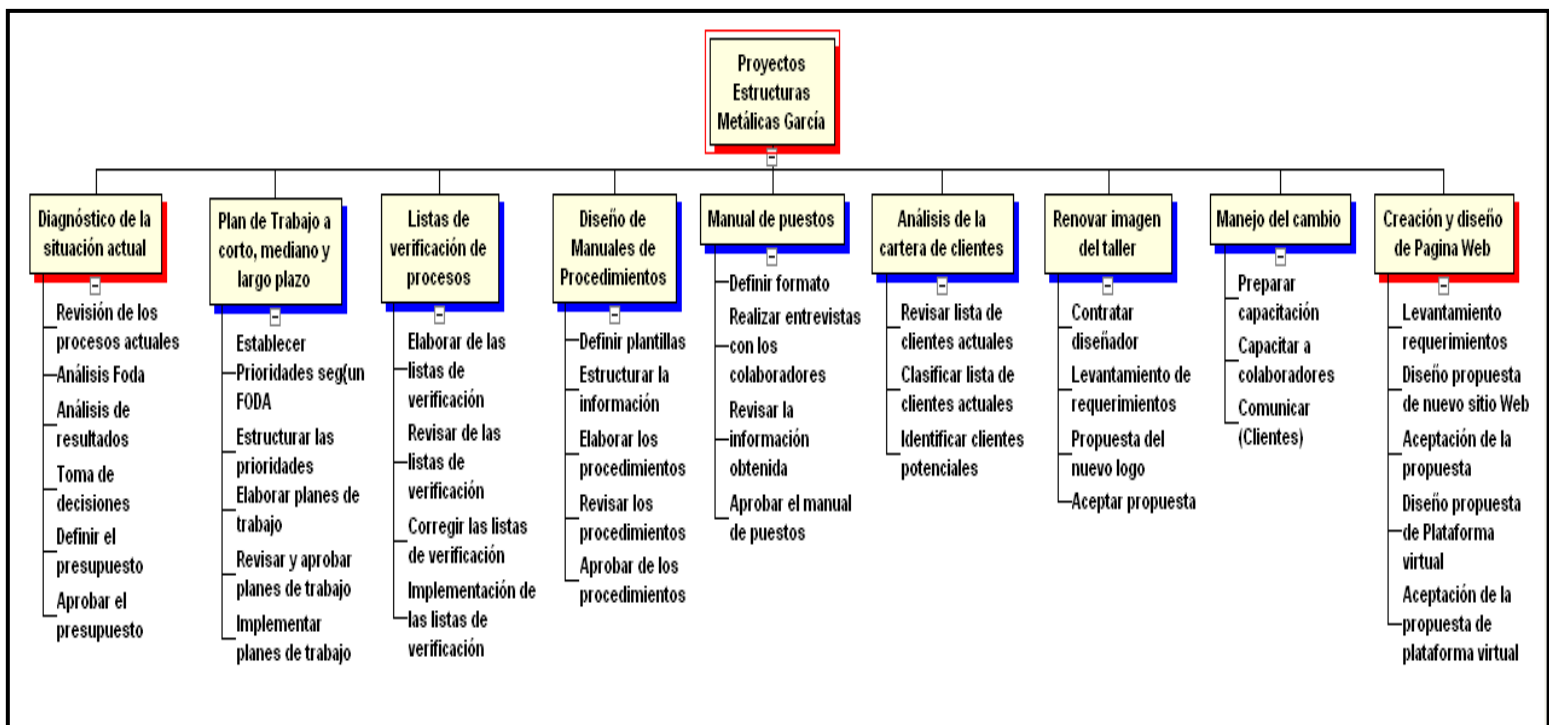 Proyectos
Estructuras
Metálicas García
Diagnóstico de la
situación actual
Revisión de los
procesos actuales
Análisis Foda
Análisis de
resultados
Toma de
decisiones
Definir el
presupuesto
Aprobar el
presupuesto
Plan de Trabajo a
corto, mediano y
largo plazo
Establecer
Prioridades seg(un
FODA
Estructurar las
prioridades
Elaborar planes de
trabajo
Revisar y aprobar
planes de trabajo
Implementar
planes de trabajo
Listas de
verificación de
procesos
Elaborar de las
listas de
verificación
Revisar de las
listas de
verificación
Corregir las listas
de verificación
Implementación de
las listas de
verificación
Diseño de
Manuales de
Procedimientos
Definir plantillas
Estructurar la
información
Elaborar los
procedimientos
Revisar los
procedimientos
Aprobar de los
procedimientos
Manual de puestos
Definir formato
Realizar entrevistas
con los
colaboradores
Revisar la
información
obtenida
Aprobar el manual
de puestos
Análisis de la
cartera de clientes
Revisar lista de
clientes actuales
Clasificar lista de
clientes actuales
Identificar clientes
potenciales
Renovar imagen
del taller
Contratar
diseñador
Levantamiento de
requerimientos
Propuesta del
nuevo logo
Aceptar propuesta
Manejo del cambio
Preparar
capacitación
Capacitar a
colaboradores
Comunicar
(Clientes)
Creación y diseño
de Pagina Web
Levantamiento
requerimientos
Diseño propuesta
de nuevo sitio Web
Aceptación de la
propuesta
Diseño propuesta
de Plataforma
virtual
Aceptación de la
propuesta de
plataforma virtual